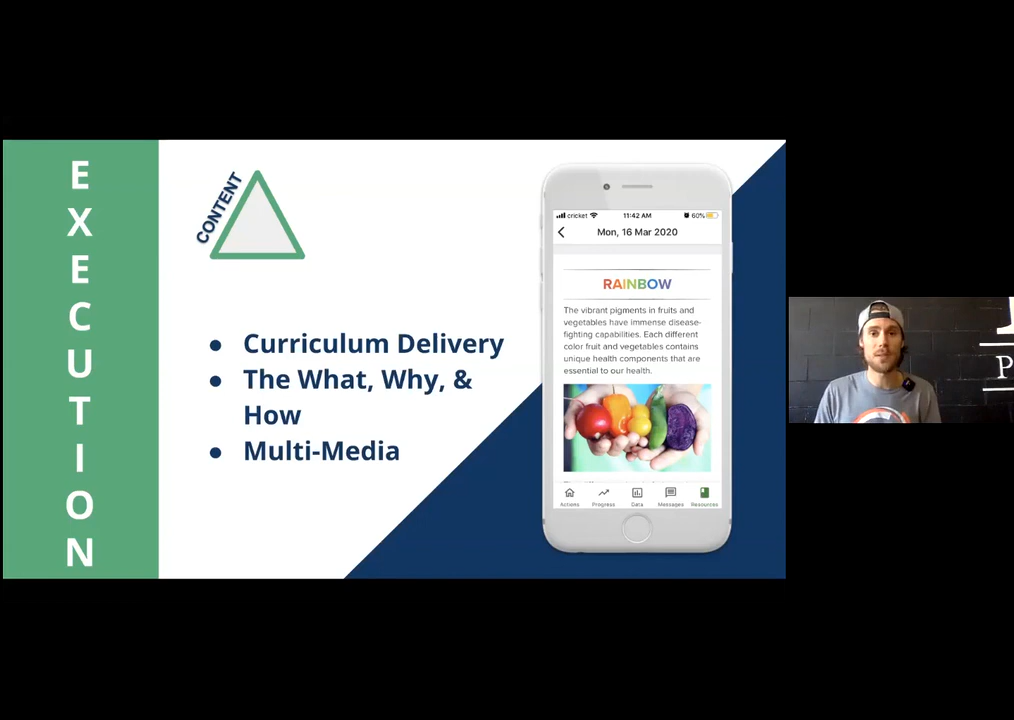 EXECUTION
CONTENT
Curriculum Delivery
The What, Why, &
How
Multi-Media
cricket
11:42 AM
60%
Mon, 16 Mar 2020
RAINBOW
The vibrant pigments in fruits and
vegetables have immense disease-
fighting capabilities. Each different
color fruit and vegetables contains
unique health components that are
essential to our health.
Actions
Progress
Data
Messages
Resources
P